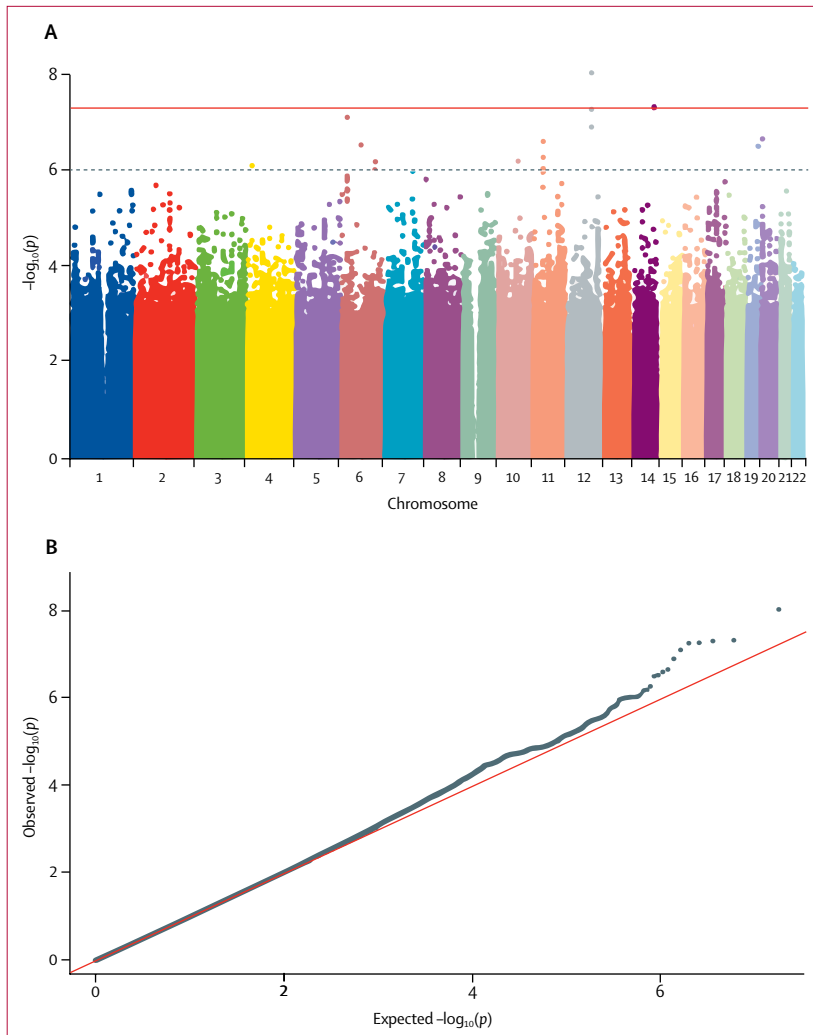 A
8
6
4
2
0
–log₁₀(p)
1 2 3 4 5 6 7 8 9 10 11 12 13 14 15 16 17 18 19 20 21 22
Chromosome
B
8
6
4
2
0
Observed –log₁₀(p)
0 2 4 6
Expected –log₁₀(p)